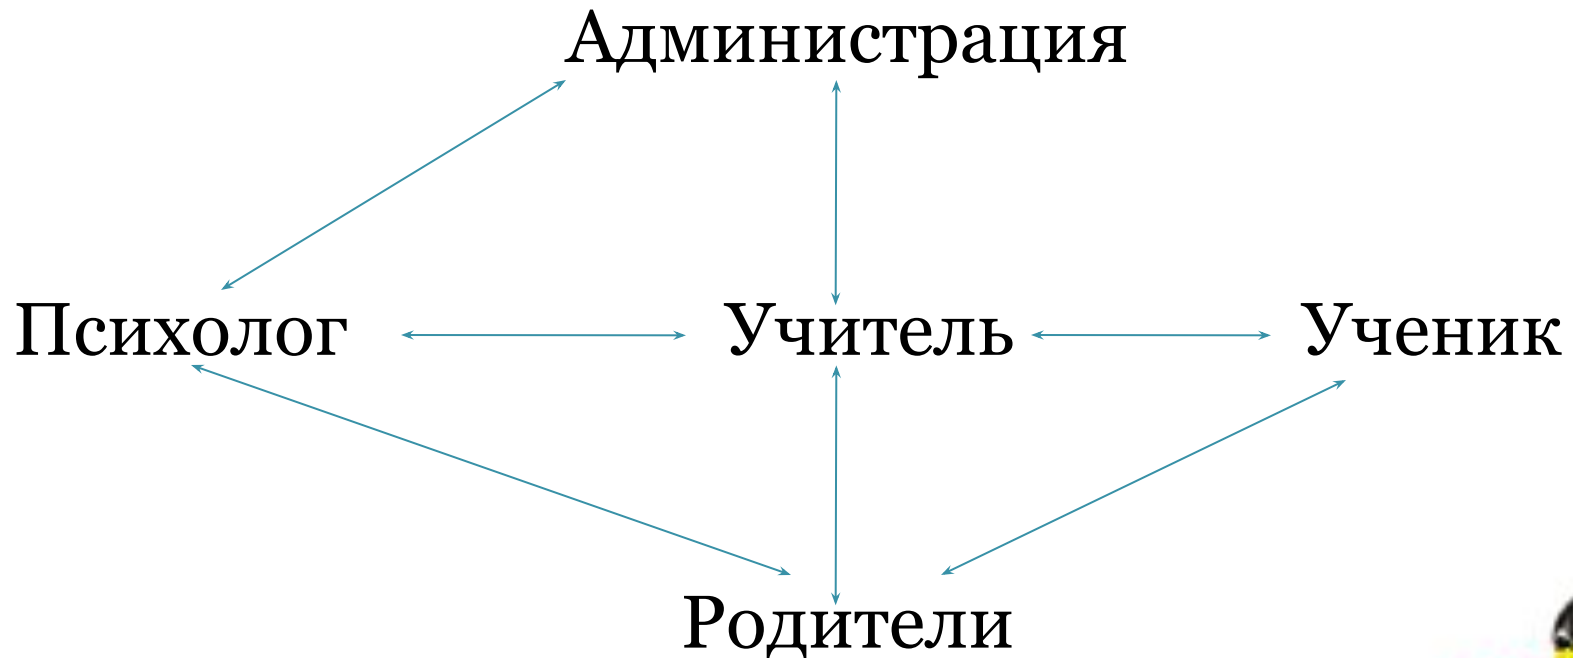 Администрация
Психолог Учитель Ученик
Родители